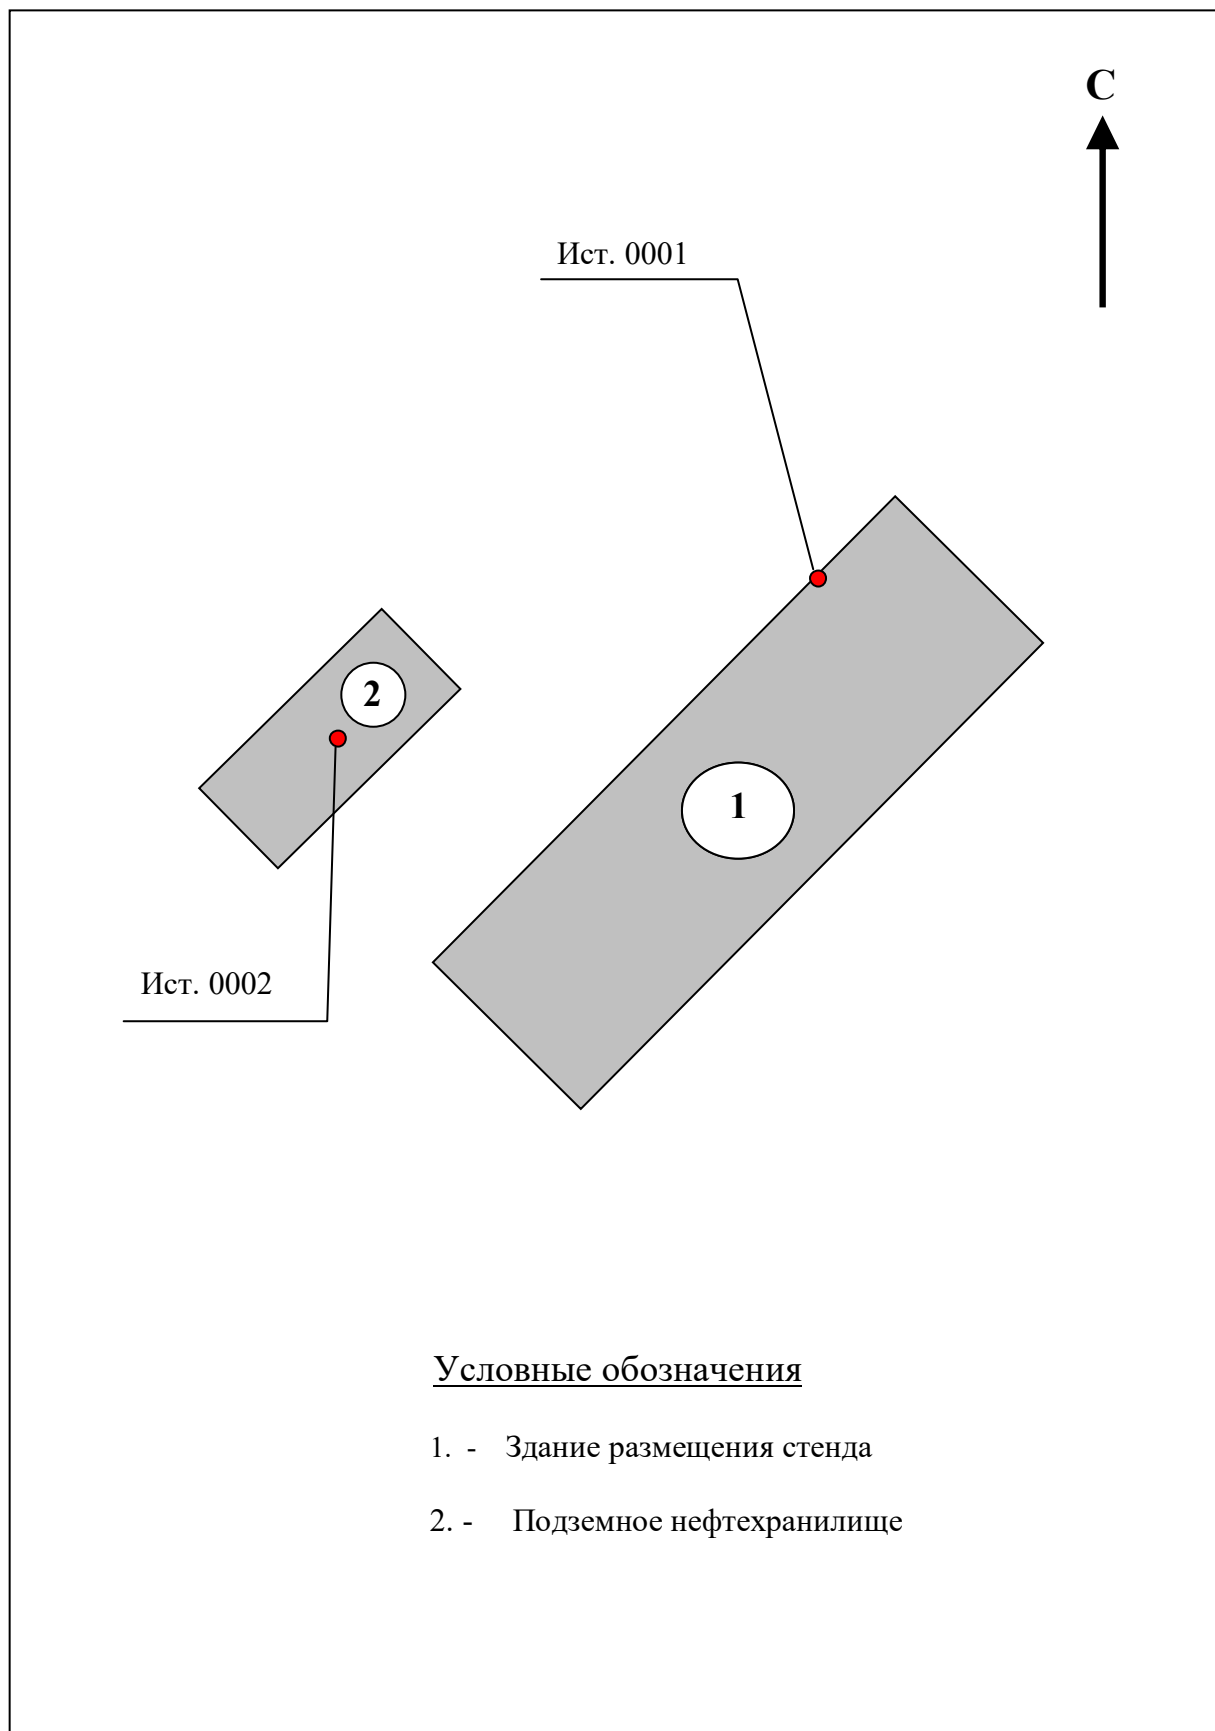 С
Ист. 0001
2
1
Ист. 0002
Условные обозначения
1. - Здание размещения стенда
2. - Подземное нефтехранилище